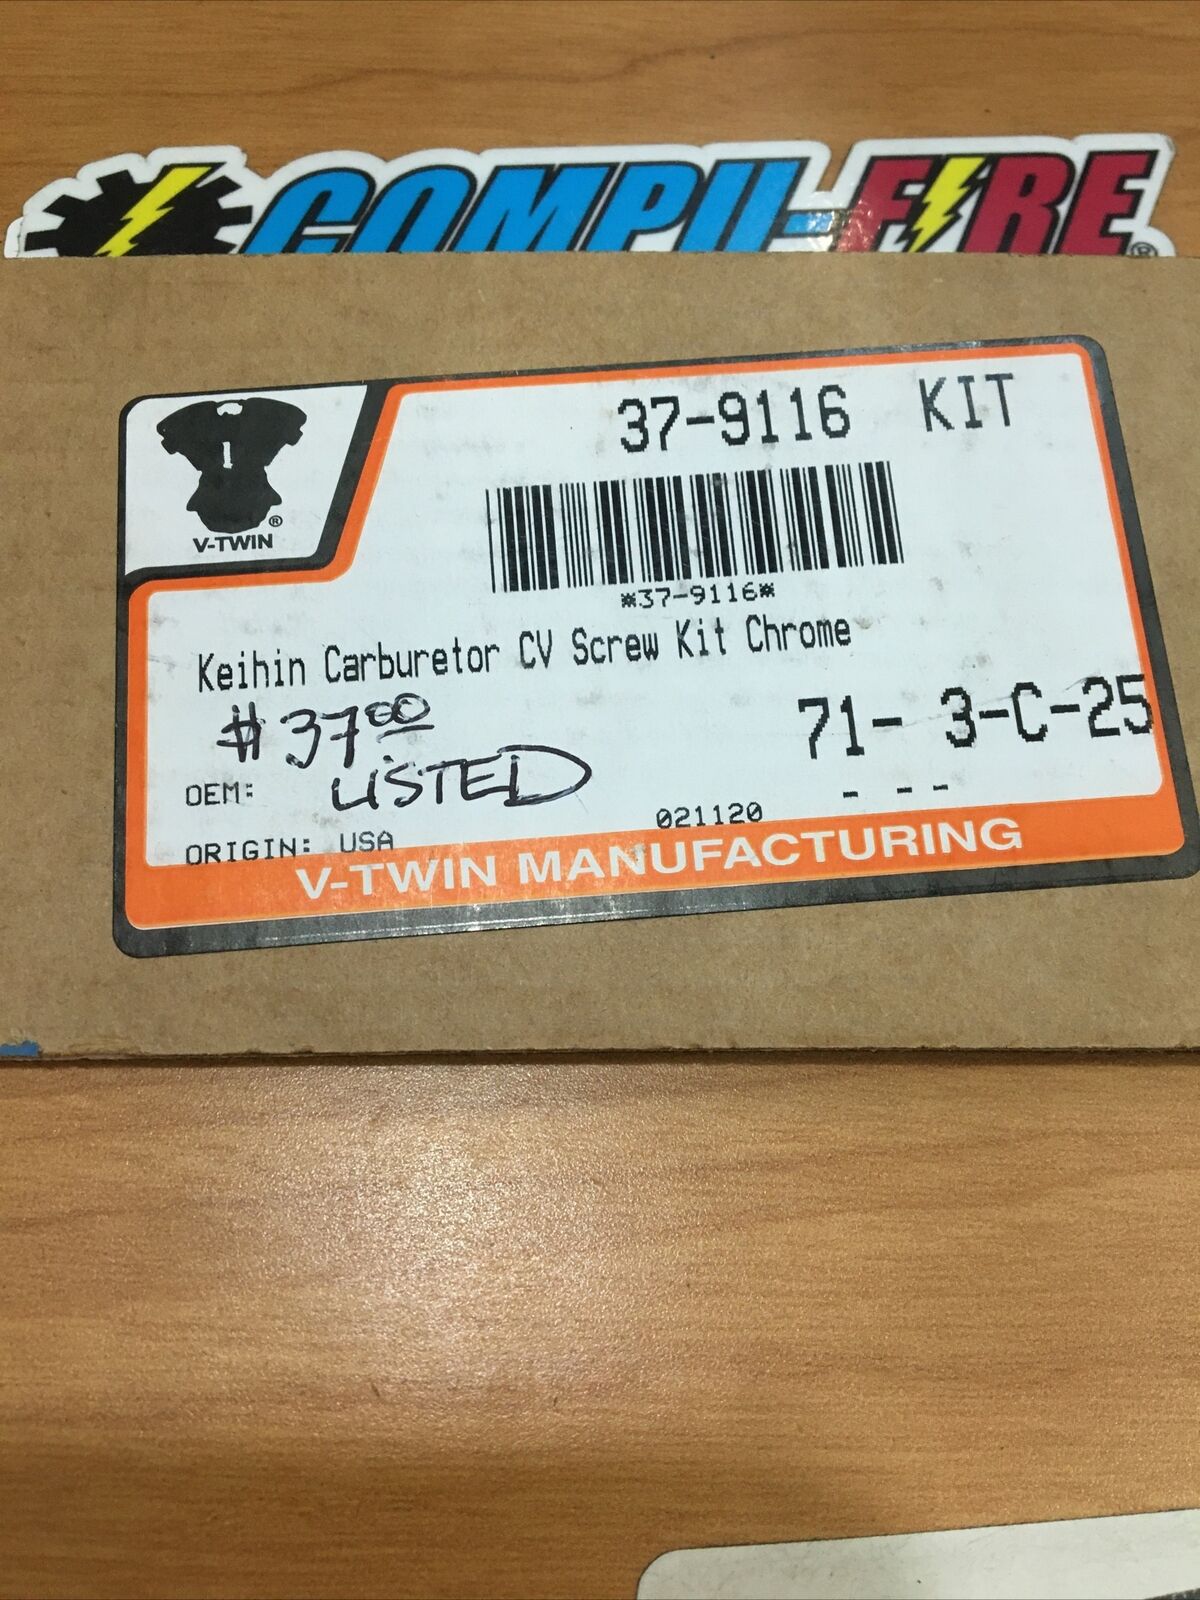 COMPU-FIRE®
37-9116 KIT
*37-9116*
®
V-TWIN
Keihin Carburetor CV Screw Kit Chrome
$37.00
LISTED
71- 3-C-25
OEM:
- - -
021120
ORIGIN: USA
V-TWIN MANUFACTURING